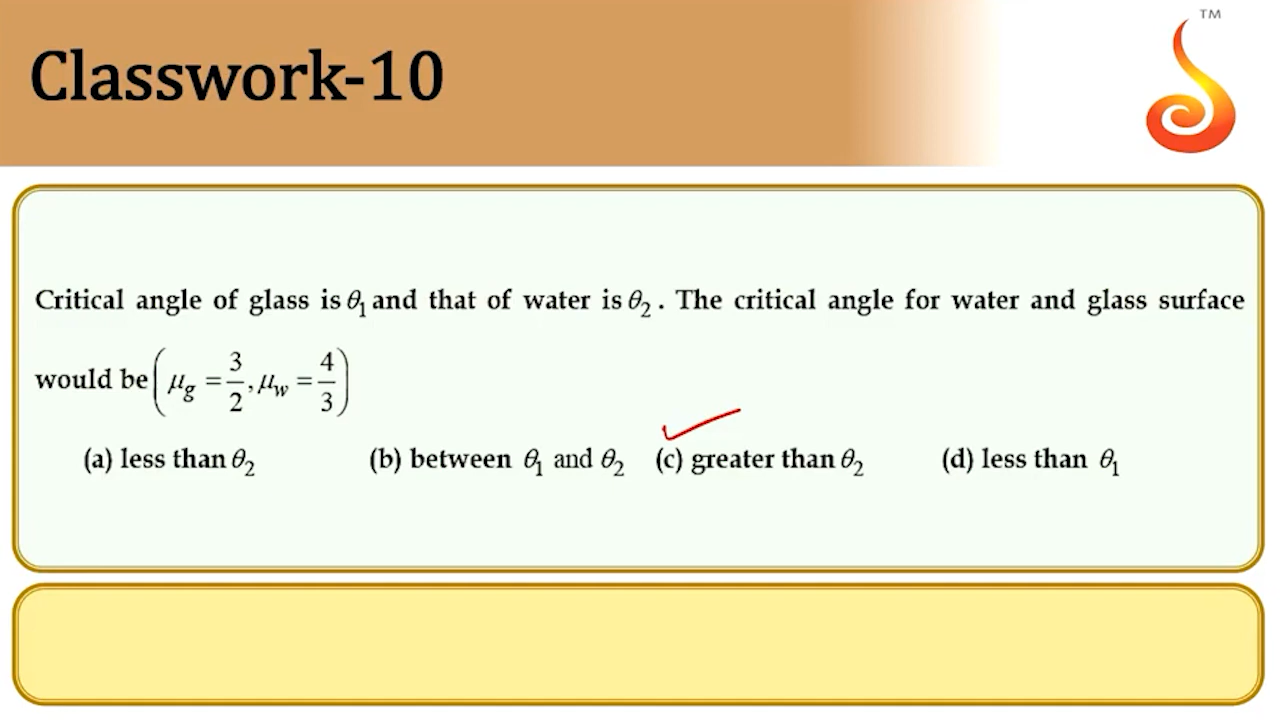 TM
Classwork-10
Critical angle of glass is θ₁ and that of water is θ₂. The critical angle for water and glass surface
would be (μg = 3/2, μw = 4/3)
(a) less than θ₂ (b) between θ₁ and θ₂ (c) greater than θ₂ (d) less than θ₁